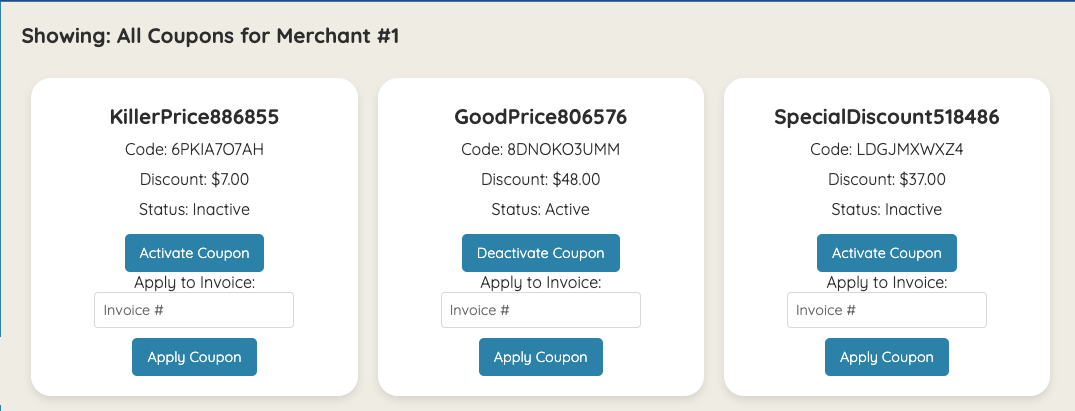 Showing: All Coupons for Merchant #1
KillerPrice886855
Code: 6PKIA7O7AH
Discount: $7.00
Status: Inactive
Activate Coupon
Apply to Invoice:
Invoice #
Apply Coupon
GoodPrice806576
Code: 8DNOKO3UMM
Discount: $48.00
Status: Active
Deactivate Coupon
Apply to Invoice:
Invoice #
Apply Coupon
SpecialDiscount518486
Code: LDGJMXWXZ4
Discount: $37.00
Status: Inactive
Activate Coupon
Apply to Invoice:
Invoice #
Apply Coupon